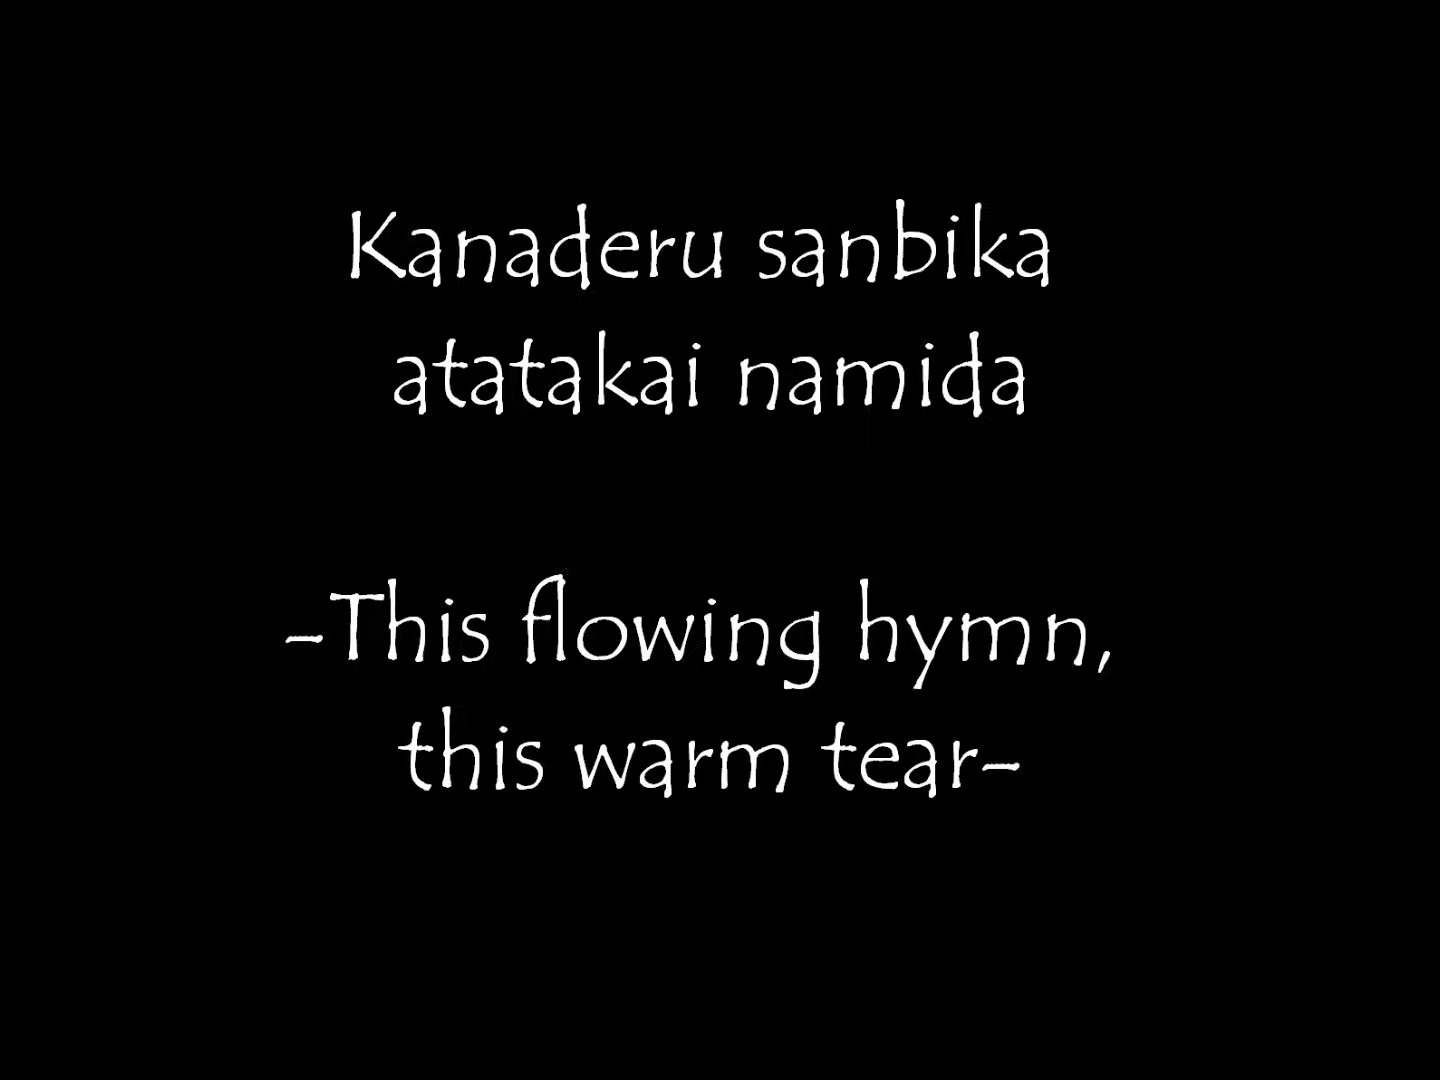 Kanaderu sanbika
atatakai namida
-This flowing hymn,
this warm tear-